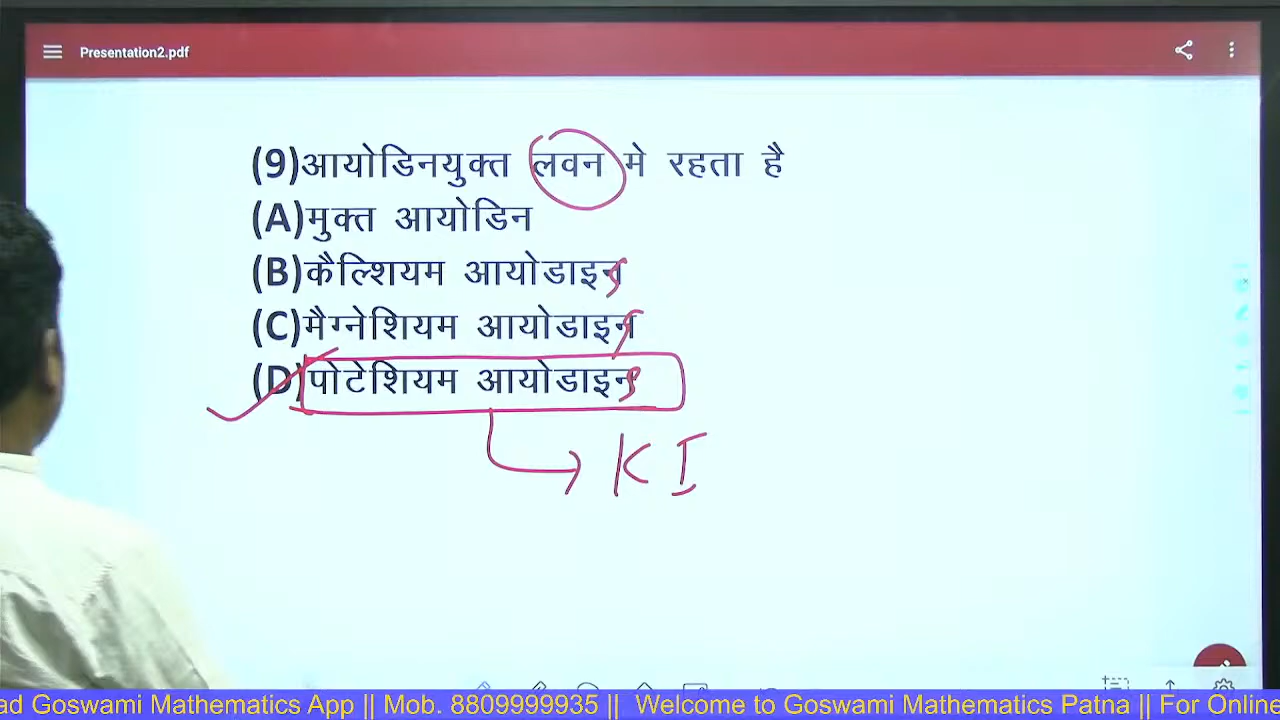 Presentation2.pdf
(9)आयोडिनयुक्त लवन मे रहता है
(A)मुक्त आयोडिन
(B)कैल्शियम आयोडाइन
(C)मैग्नेशियम आयोडाइन
(D)पोटेशियम आयोडाइन
KI
ad Goswami Mathematics App || Mob. 8809999935 || Welcome to Goswami Mathematics Patna || For Online